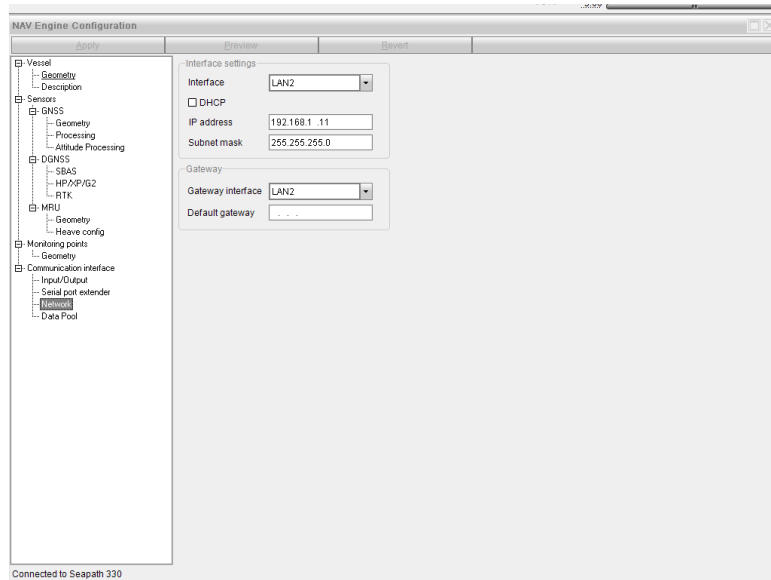 NAV Engine Configuration
Apply Preview Revert
Vessel
Geometry
Description
Sensors
GNSS
Geometry
Processing
Attitude Processing
DGNSS
SBAS
HP/XP/G2
RTK
MRU
Geometry
Heave config
Monitoring points
Geometry
Communication interface
Input/Output
Serial port extender
Network
Data Pool
Interface settings
Interface LAN2
DHCP
IP address 192.168.1 .11
Subnet mask 255.255.255.0
Gateway
Gateway interface LAN2
Default gateway . . .
Connected to Seapath 330